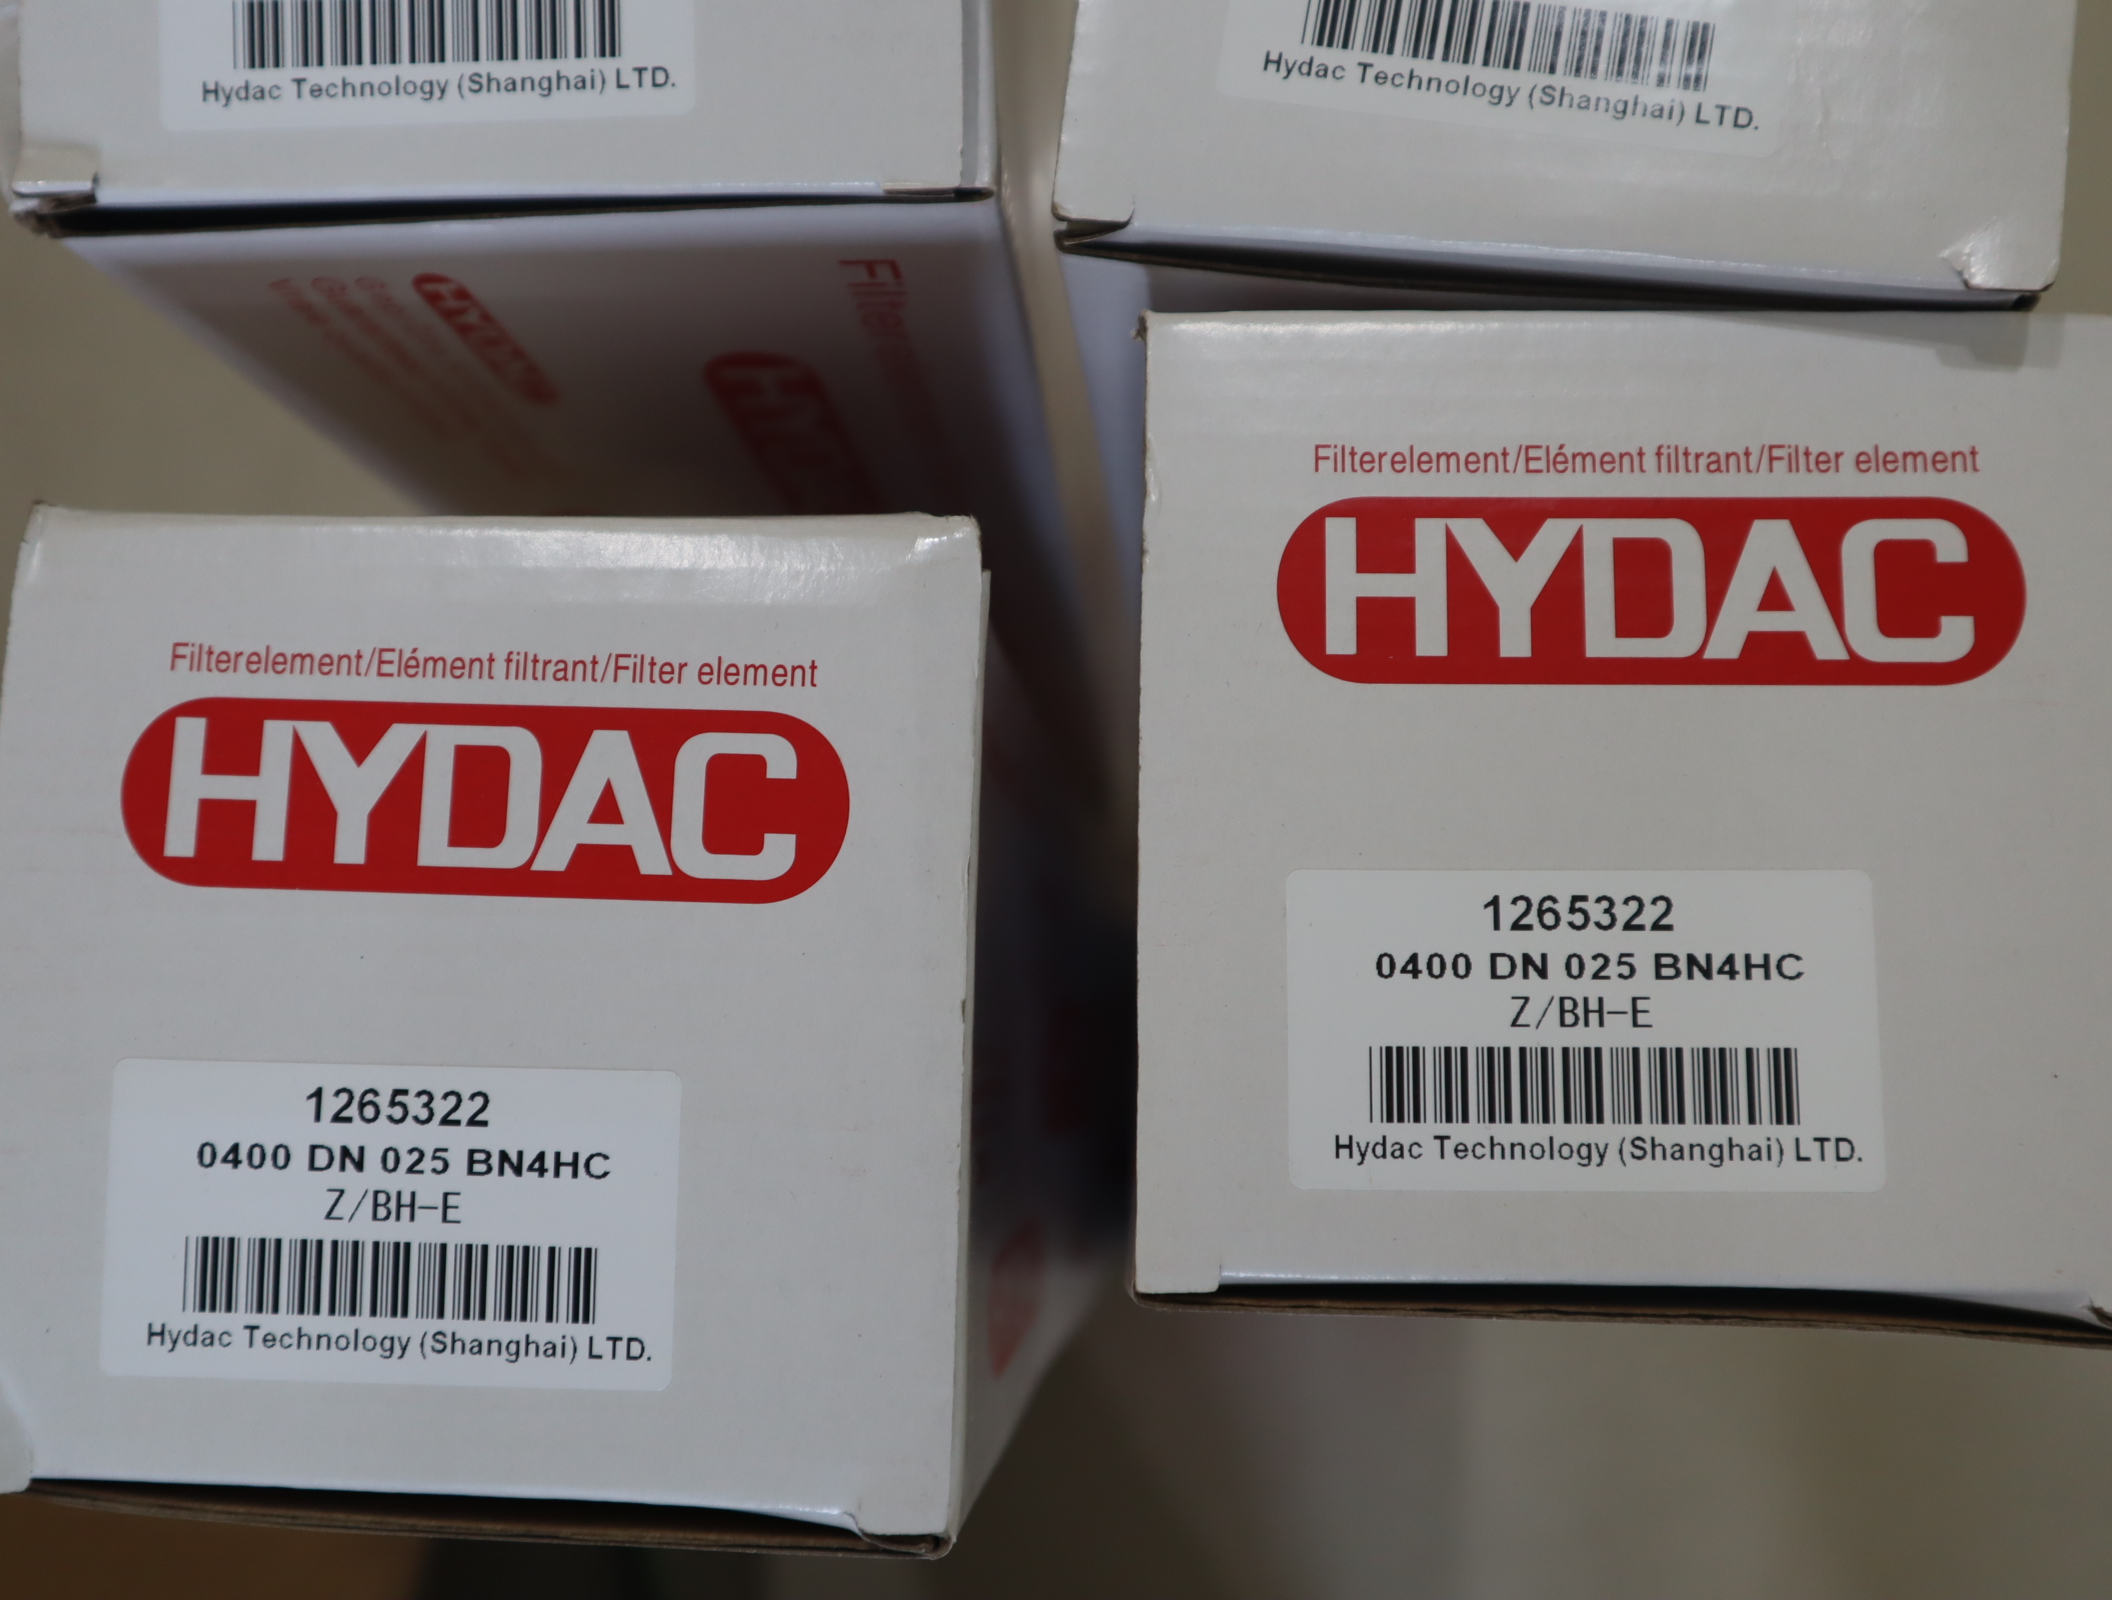 Hydac Technology (Shanghai) LTD.
Hydac Technology (Shanghai) LTD.
HYDAC
Filterelement/Elément filtrant/Filter element
HYDAC
1265322
0400 DN 025 BN4HC
Z/BH-E
Hydac Technology (Shanghai) LTD.
Filterelement/Elément filtrant/Filter element
HYDAC
1265322
0400 DN 025 BN4HC
Z/BH-E
Hydac Technology (Shanghai) LTD.